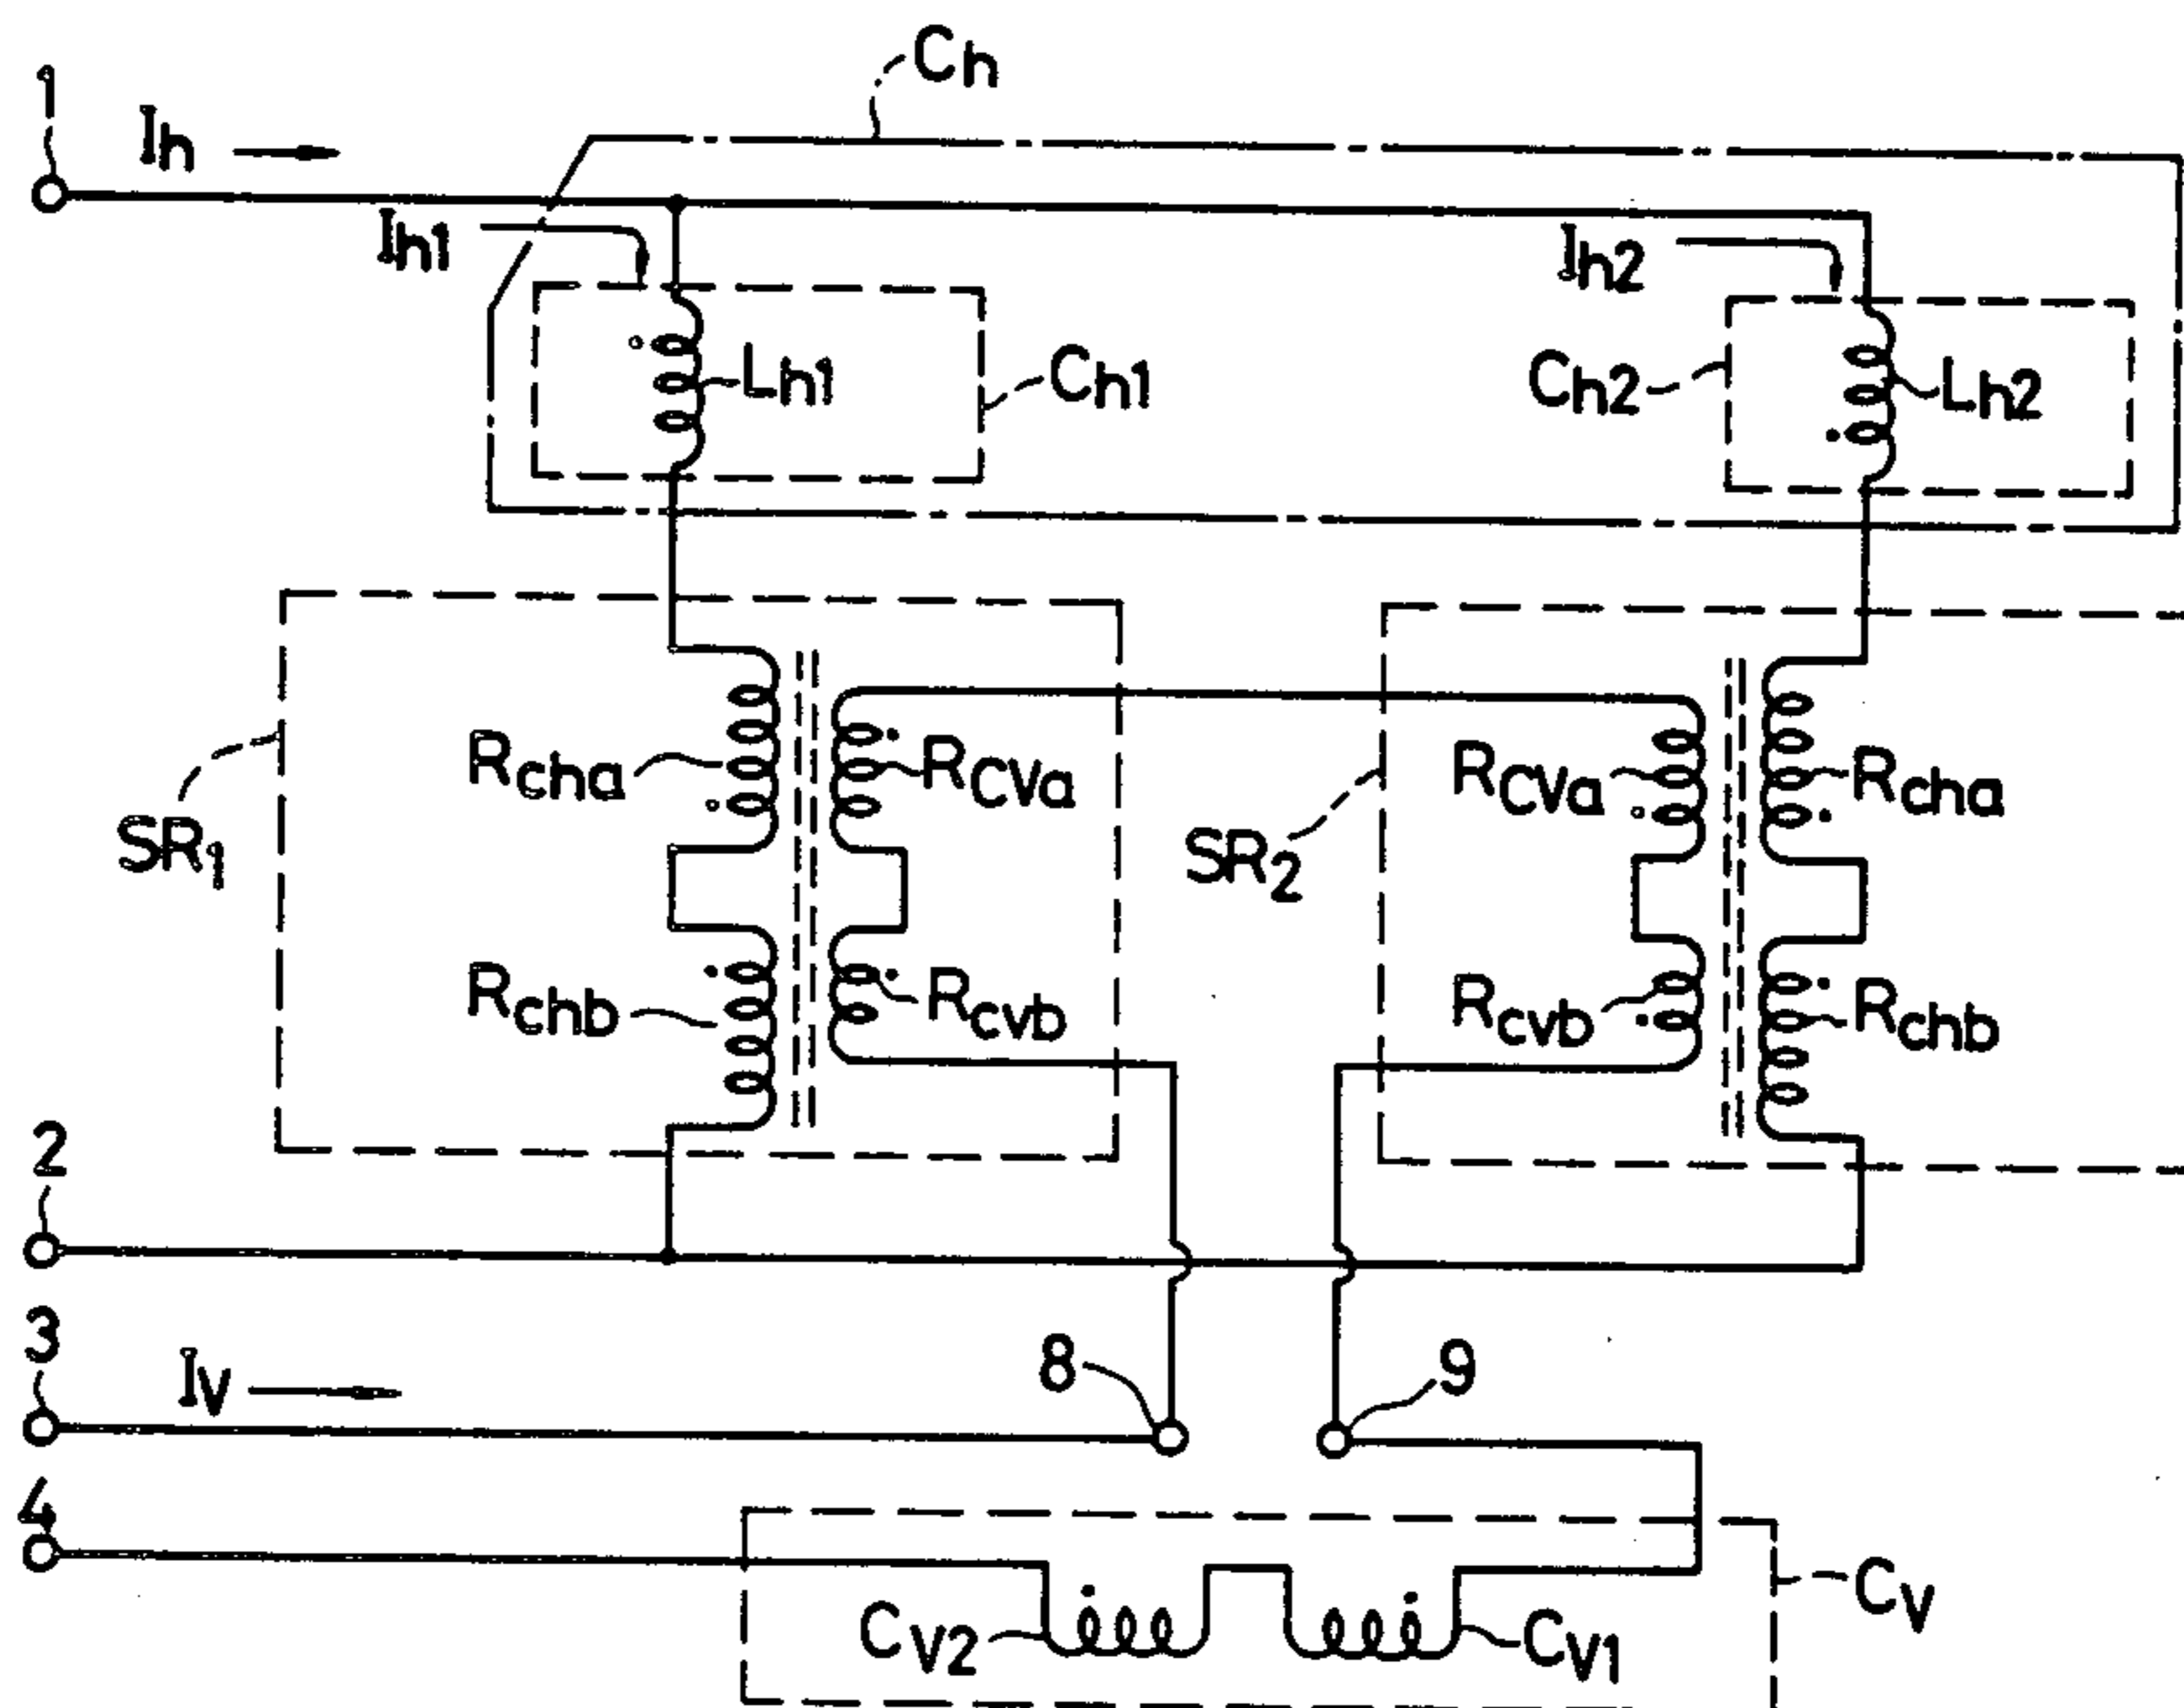 Ch
1
Ih
Ih1
Ih2
Lh1
Ch1
Ch2
Lh2
Rcha
RCVa
RCVa
Rcha
SR1
SR2
Rchb
Rcvb
Rcvb
Rchb
2
3
IV
8
9
4
CV2
CV1
CV